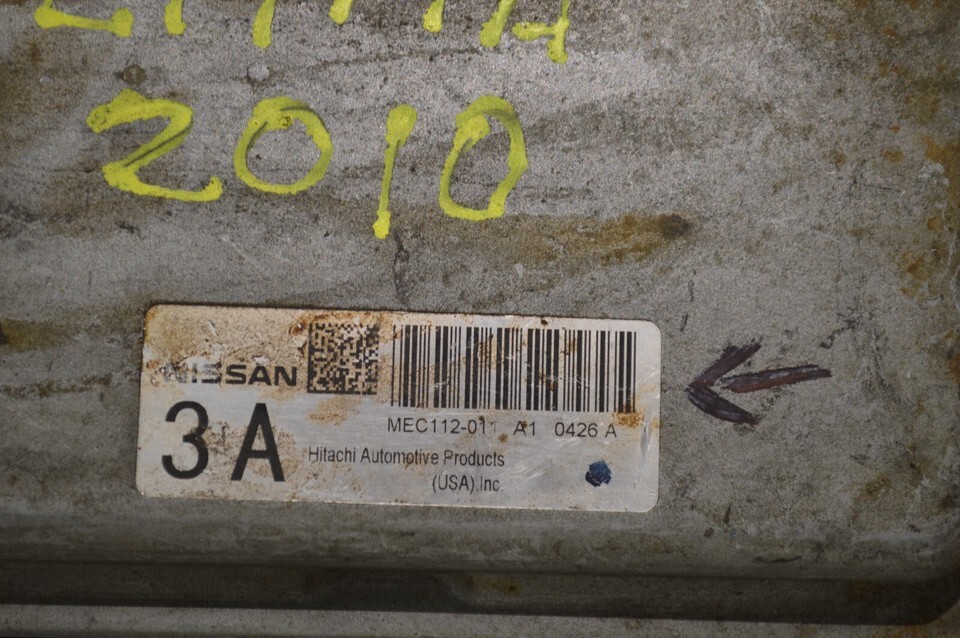 2010
NISSAN
3A
MEC112-011 A1 0426 A
Hitachi Automotive Products
(USA).Inc